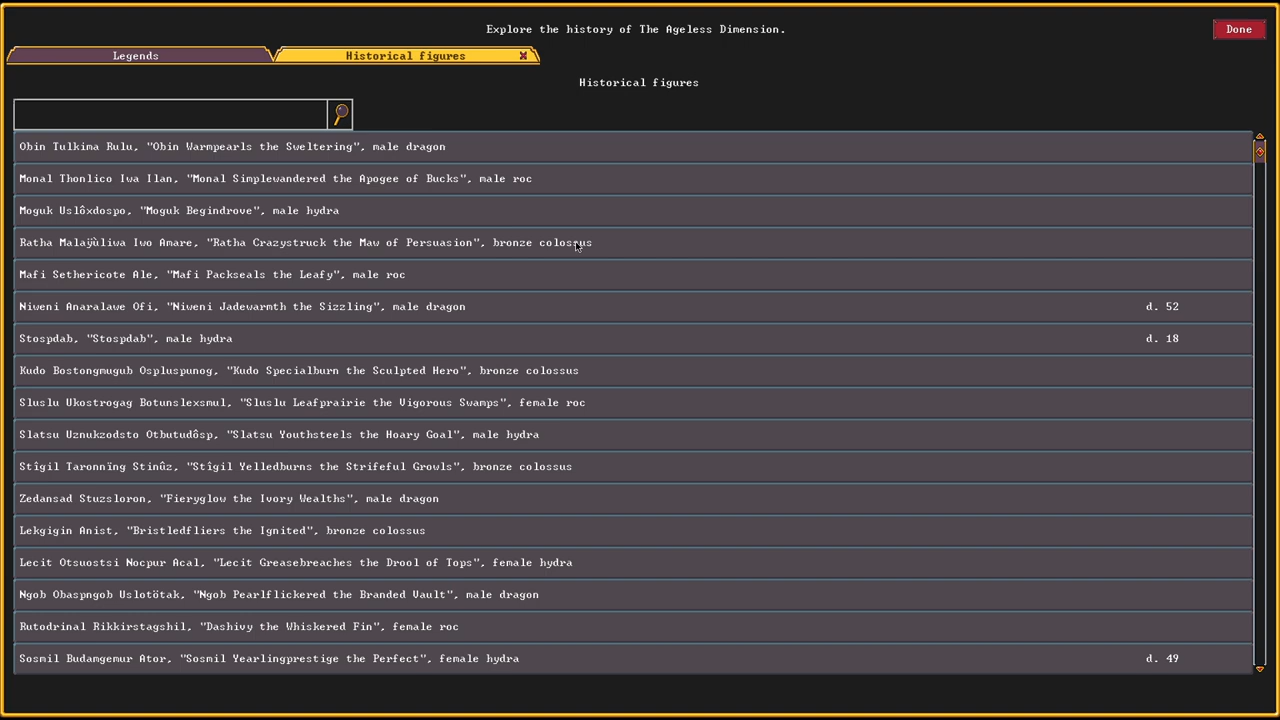 Explore the history of The Ageless Dimension.
Done
Legends
Historical figures
Historical figures
Obin Tulkima Rulu, "Obin Warmpearls the Sweltering", male dragon
Monal Thonlico Iwa Ilan, "Monal Simplewandered the Apogee of Bucks", male roc
Moguk Uslôxdospo, "Moguk Begindrove", male hydra
Ratha Malaÿùliwa Iwo Amare, "Ratha Crazystruck the Maw of Persuasion", bronze colossus
Mafi Sethericote Ale, "Mafi Packseals the Leafy", male roc
Niweni Anaralawe Ofi, "Niweni Jadewarmth the Sizzling", male dragon d. 52
Stospdab, "Stospdab", male hydra d. 18
Kudo Bostongmugub Ospluspunog, "Kudo Specialburn the Sculpted Hero", bronze colossus
Sluslu Ukostrogag Botunslexsmul, "Sluslu Leafprairie the Vigorous Swamps", female roc
Slatsu Uznukzodsto Othutudôsp, "Slatsu Youthsteels the Hoary Goal", male hydra
Stîgil Taronnïng Stinûz, "Stîgil Yelledburns the Strifeful Growls", bronze colossus
Zedansad Stuzsloron, "Fieryglow the Ivory Wealths", male dragon
Lekgigin Anist, "Bristledfliers the Ignited", bronze colossus
Lecit Otsuostsi Nocpur Acal, "Lecit Greasebreaches the Drool of Tops", female hydra
Ngob Obaspngob Uslotötak, "Ngob Pearlflickered the Branded Vault", male dragon
Rutodrinal Rikkirstagshil, "Dashivy the Whiskered Fin", female roc
Sosmil Budamgemur Ator, "Sosmil Yearlingprestige the Perfect", female hydra d. 49